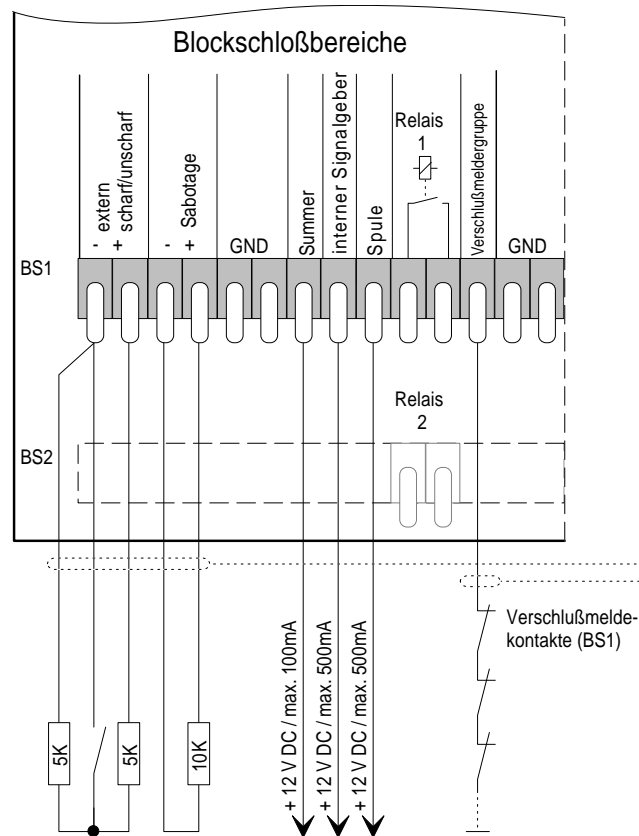 Blockschloßbereiche
- extern
+ scharf/unscharf
-
+ Sabotage
GND
Summer
interner Signalgeber
Spule
Relais
1
Verschlußmeldergruppe
GND
BS1
Relais
2
BS2
Verschlußmelde-
kontakte (BS1)
+ 12 V DC / max. 100mA
+ 12 V DC / max. 500mA
+ 12 V DC / max. 500mA
5K
5K
10K